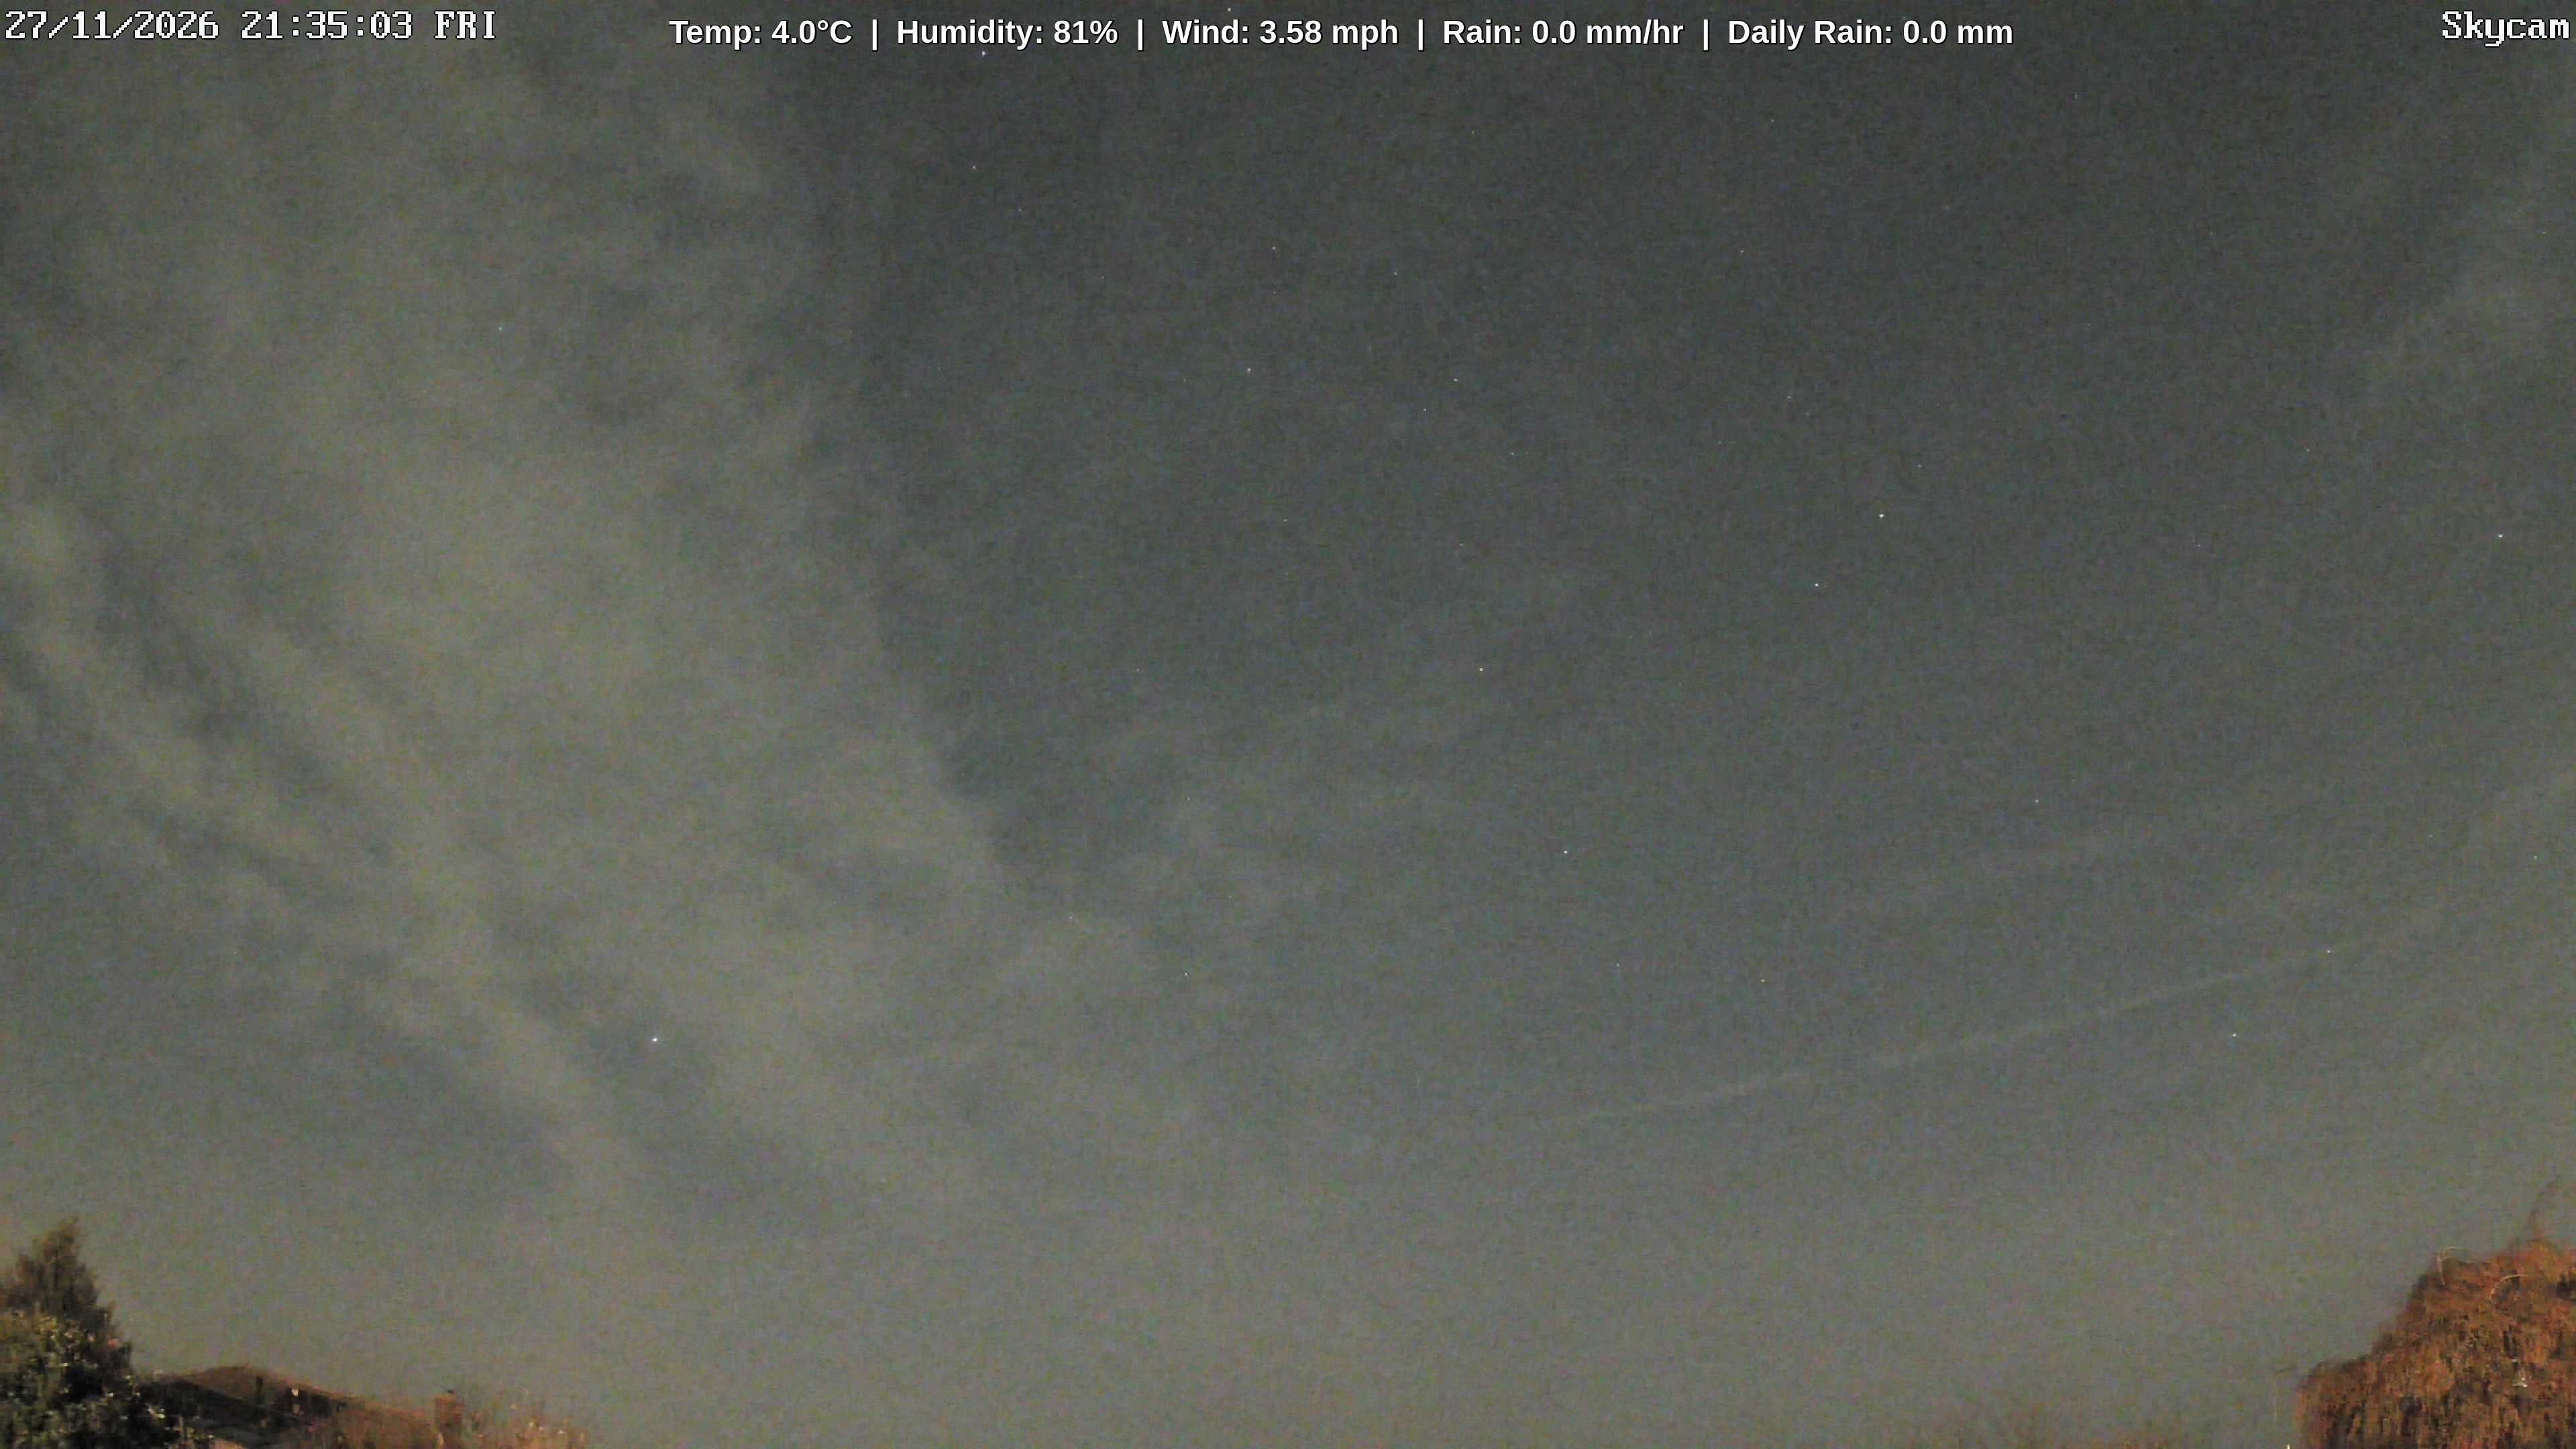 27/11/2026 21:35:03 FRI
Temp: 4.0°C | Humidity: 81% | Wind: 3.58 mph | Rain: 0.0 mm/hr | Daily Rain: 0.0 mm
Skycam